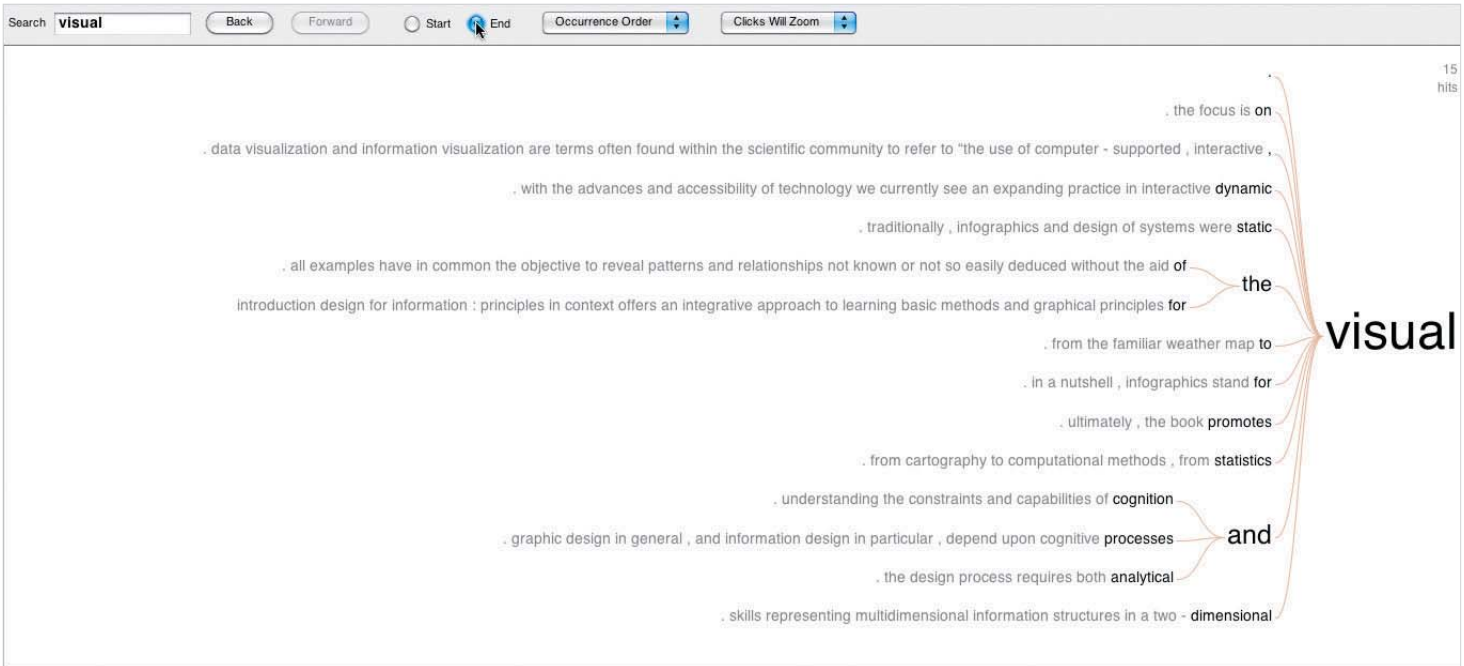 Search visual Back Forward Start End Occurrence Order Clicks Will Zoom
15
hits
.
. the focus is on
. data visualization and information visualization are terms often found within the scientific community to refer to “the use of computer - supported , interactive ,
. with the advances and accessibility of technology we currently see an expanding practice in interactive dynamic
. traditionally , infographics and design of systems were static
. all examples have in common the objective to reveal patterns and relationships not known or not so easily deduced without the aid of
the
introduction design for information : principles in context offers an integrative approach to learning basic methods and graphical principles for
visual
. from the familiar weather map to
. in a nutshell , infographics stand for
. ultimately , the book promotes
. from cartography to computational methods , from statistics
. understanding the constraints and capabilities of cognition
. graphic design in general , and information design in particular , depend upon cognitive processes
and
. the design process requires both analytical
. skills representing multidimensional information structures in a two - dimensional